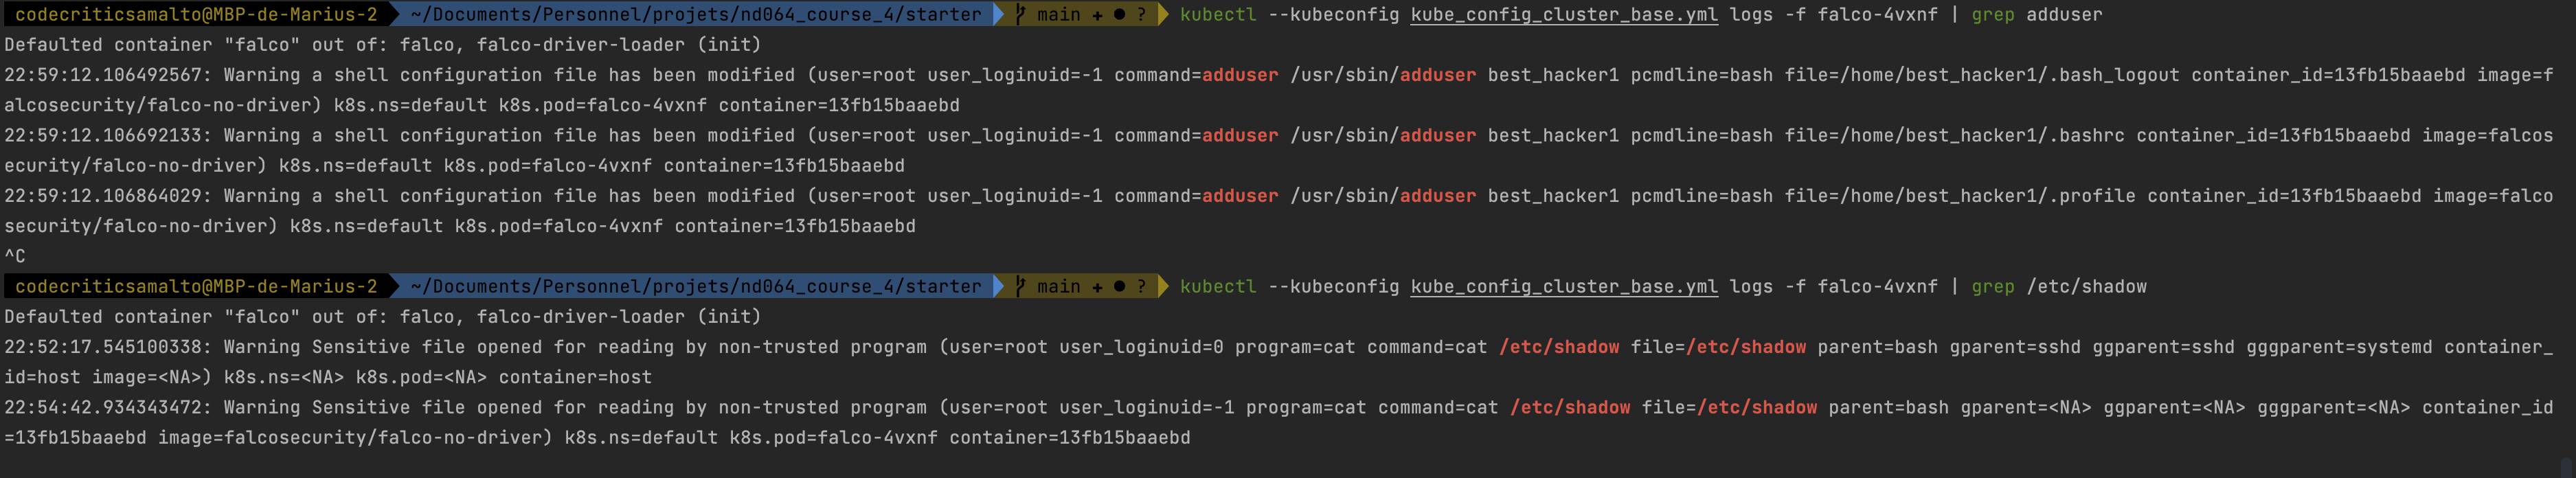 codecriticsamalto@MBP-de-Marius-2 ~/Documents/Personnel/projets/nd064_course_4/starter main + ● ? kubectl --kubeconfig kube_config_cluster_base.yml logs -f falco-4vxnf | grep adduser
Defaulted container "falco" out of: falco, falco-driver-loader (init)
22:59:12.106492567: Warning a shell configuration file has been modified (user=root user_loginuid=-1 command=adduser /usr/sbin/adduser best_hacker1 pcmdline=bash file=/home/best_hacker1/.bash_logout container_id=13fb15baaebd image=f
alcosecurity/falco-no-driver) k8s.ns=default k8s.pod=falco-4vxnf container=13fb15baaebd
22:59:12.106692133: Warning a shell configuration file has been modified (user=root user_loginuid=-1 command=adduser /usr/sbin/adduser best_hacker1 pcmdline=bash file=/home/best_hacker1/.bashrc container_id=13fb15baaebd image=falcos
ecurity/falco-no-driver) k8s.ns=default k8s.pod=falco-4vxnf container=13fb15baaebd
22:59:12.106864029: Warning a shell configuration file has been modified (user=root user_loginuid=-1 command=adduser /usr/sbin/adduser best_hacker1 pcmdline=bash file=/home/best_hacker1/.profile container_id=13fb15baaebd image=falco
security/falco-no-driver) k8s.ns=default k8s.pod=falco-4vxnf container=13fb15baaebd
^C
codecriticsamalto@MBP-de-Marius-2 ~/Documents/Personnel/projets/nd064_course_4/starter main + ● ? kubectl --kubeconfig kube_config_cluster_base.yml logs -f falco-4vxnf | grep /etc/shadow
Defaulted container "falco" out of: falco, falco-driver-loader (init)
22:52:17.545100338: Warning Sensitive file opened for reading by non-trusted program (user=root user_loginuid=0 program=cat command=cat /etc/shadow file=/etc/shadow parent=bash gparent=sshd ggparent=sshd gggparent=systemd container_
id=host image=<NA>) k8s.ns=<NA> k8s.pod=<NA> container=host
22:54:42.934343472: Warning Sensitive file opened for reading by non-trusted program (user=root user_loginuid=-1 program=cat command=cat /etc/shadow file=/etc/shadow parent=bash gparent=<NA> ggparent=<NA> gggparent=<NA> container_id
=13fb15baaebd image=falcosecurity/falco-no-driver) k8s.ns=default k8s.pod=falco-4vxnf container=13fb15baaebd